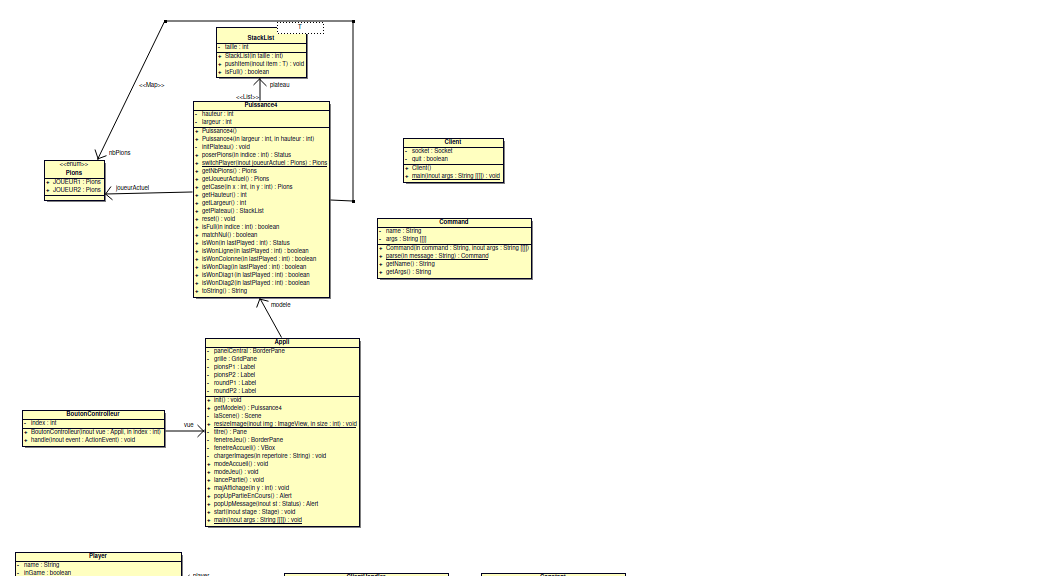 T
StackList
- taille : int
+ StackList(in taille : int)
+ pushItem(inout item : T) : void
+ isFull() : boolean
<<Map>>
plateau
<<List>>
Puissance4
- hauteur : int
- largeur : int
+ Puissance4()
+ Puissance4(in largeur : int, in hauteur : int)
- initPlateau() : void
+ poserPions(in indice : int) : Status
+ switchPlayer(inout joueurActuel : Pions) : Pions
+ getNbPions() : Pions
+ getJoueurActuel() : Pions
+ getCase(in x : int, in y : int) : Pions
+ getHauteur() : int
+ getLargeur() : int
+ getPlateau() : StackList
+ reset() : void
+ isFull(in indice : int) : boolean
+ matchNul() : boolean
+ isWon(in lastPlayed : int) : Status
+ isWonLigne(in lastPlayed : int) : boolean
+ isWonColonne(in lastPlayed : int) : boolean
+ isWonDiag(in lastPlayed : int) : boolean
+ isWonDiag1(in lastPlayed : int) : boolean
+ isWonDiag2(in lastPlayed : int) : boolean
+ toString() : String
nbPions
<<enum>>
Pions
+ JOUEUR1 : Pions
+ JOUEUR2 : Pions
joueurActuel
Client
- socket : Socket
- quit : boolean
+ Client()
+ main(inout args : String [[]]) : void
Command
- name : String
- args : String [[]]
+ Command(in command : String, inout args : String [[]])
+ parse(in message : String) : Command
+ getName() : String
+ getArgs() : String
modele
Appli
- panelCentral : BorderPane
- grille : GridPane
- pionsP1 : Label
- pionsP2 : Label
- roundP1 : Label
- roundP2 : Label
+ init() : void
+ getModele() : Puissance4
- laScene() : Scene
+ resizeImage(inout img : ImageView, in size : int) : void
- titre() : Pane
- fenetreJeu() : BorderPane
- fenetreAccueil() : VBox
- chargerImages(in repertoire : String) : void
+ modeAccueil() : void
+ modeJeu() : void
+ lancePartie() : void
+ majAffichage(in y : int) : void
+ popUpPartieEnCours() : Alert
+ popUpMessage(inout st : Status) : Alert
+ start(inout stage : Stage) : void
+ main(inout args : String [[]]) : void
BoutonControlleur
- index : int
+ BoutonControlleur(inout vue : Appli, in index : int)
+ handle(inout event : ActionEvent) : void
vue
Player
- name : String
- inGame : boolean
- player
ClientHandler
Constant